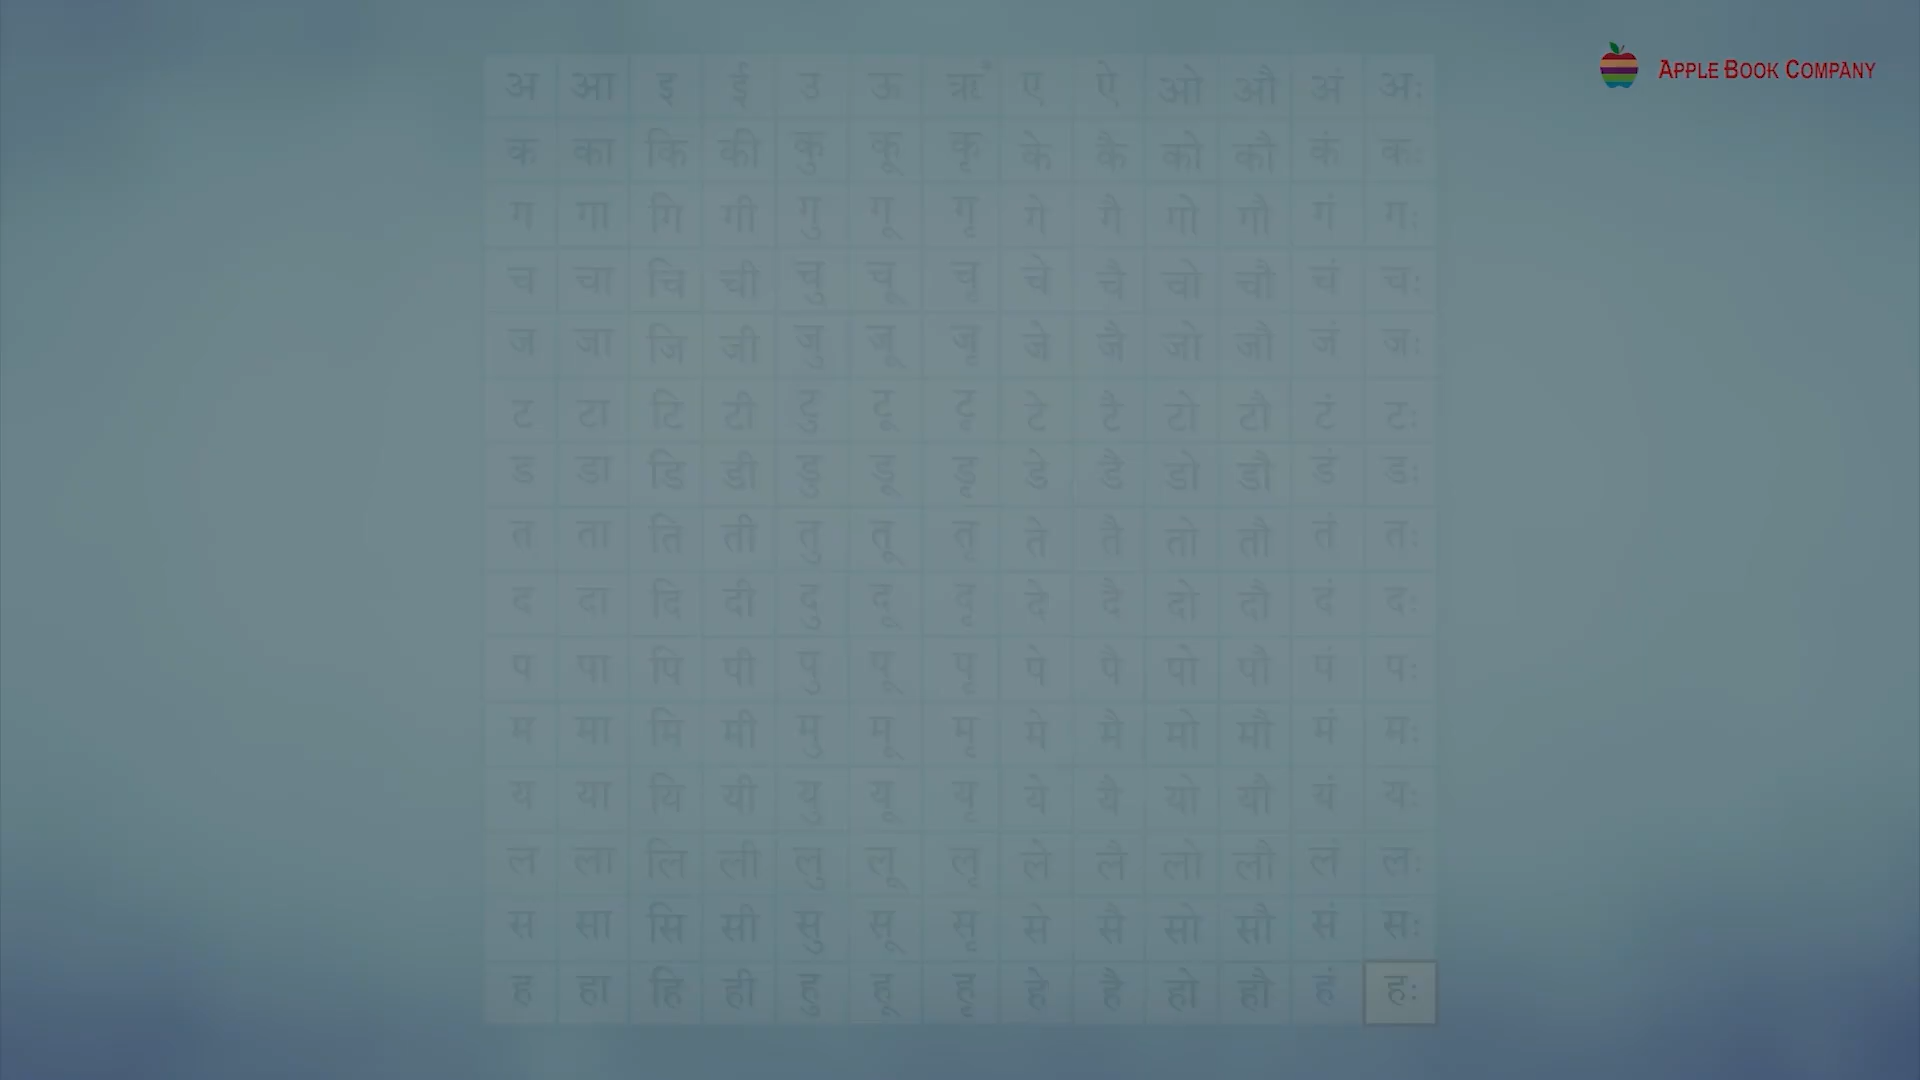 APPLE BOOK COMPANY
अ आ इ ई उ ऊ ऋ ए ऐ ओ औ अं अः
क का कि की कु कू कृ के कै को कौ कं कः
ग गा गि गी गु गू गृ गे गै गो गौ गं गः
च चा चि ची चु चू चृ चे चै चो चौ चं चः
ज जा जि जी जु जू जृ जे जै जो जौ जं जः
ट टा टि टी टु टू टृ टे टै टो टौ टं टः
ड डा डि डी डु डू डृ डे डै डो डौ डं डः
त ता ति ती तु तू तृ ते तै तो तौ तं तः
द दा दि दी दु दू दृ दे दै दो दौ दं दः
प पा पि पी पु पू पृ पे पै पो पौ पं पः
म मा मि मी मु मू मृ मे मै मो मौ मं मः
य या यि यी यु यू यृ ये यै यो यौ यं यः
ल ला लि ली लु लू लृ ले लै लो लौ लं लः
स सा सि सी सु सू सृ से सै सो सौ सं सः
ह हा हि ही हु हू हृ हे है हो हौ हं हः